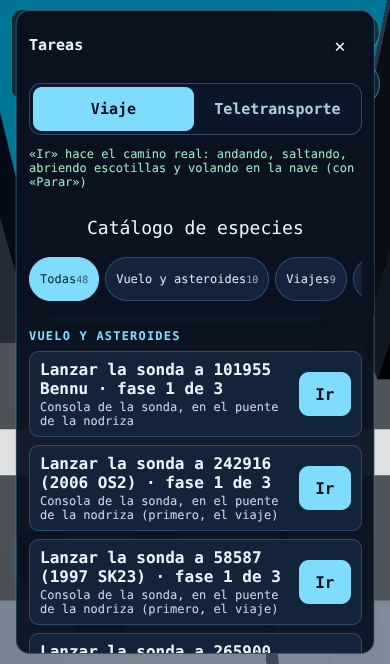 Tareas ✕
Viaje Teletransporte
«Ir» hace el camino real: andando, saltando,
abriendo escotillas y volando en la nave (con
«Parar»)
Catálogo de especies
Todas48 Vuelo y asteroides10 Viajes9
VUELO Y ASTEROIDES
Lanzar la sonda a 101955
Bennu · fase 1 de 3
Consola de la sonda, en el puente
de la nodriza
Ir
Lanzar la sonda a 242916
(2006 OS2) · fase 1 de 3
Consola de la sonda, en el puente
de la nodriza (primero, el viaje)
Ir
Lanzar la sonda a 58587
(1997 SK23) · fase 1 de 3
Consola de la sonda, en el puente
de la nodriza (primero, el viaje)
Ir
Lanzar la sonda a 265900